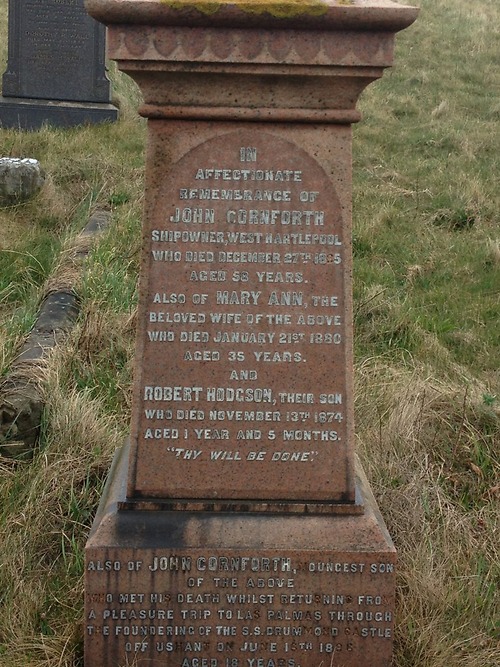 IN
AFFECTIONATE
REMEMBRANCE OF
JOHN CORNFORTH
SHIPOWNER, WEST HARTLEPOOL
WHO DIED DECEMBER 27TH
AGED 58 YEARS.
ALSO OF MARY ANN, THE
BELOVED WIFE OF THE ABOVE
WHO DIED JANUARY 21ST 1880
AGED 35 YEARS.
AND
ROBERT HODGSON, THEIR SON
WHO DIED NOVEMBER 13TH 1874
AGED 1 YEAR AND 5 MONTHS.
"THY WILL BE DONE."
ALSO OF JOHN CORNFORTH, YOUNGEST SON
OF THE ABOVE
WHO MET HIS DEATH WHILST RETURNING FROM
A PLEASURE TRIP TO LAS PALMAS THROUGH
THE FOUNDERING OF THE S.S. DRUMMOND CASTLE
OFF USHANT ON JUNE
AGED 18 YEARS.